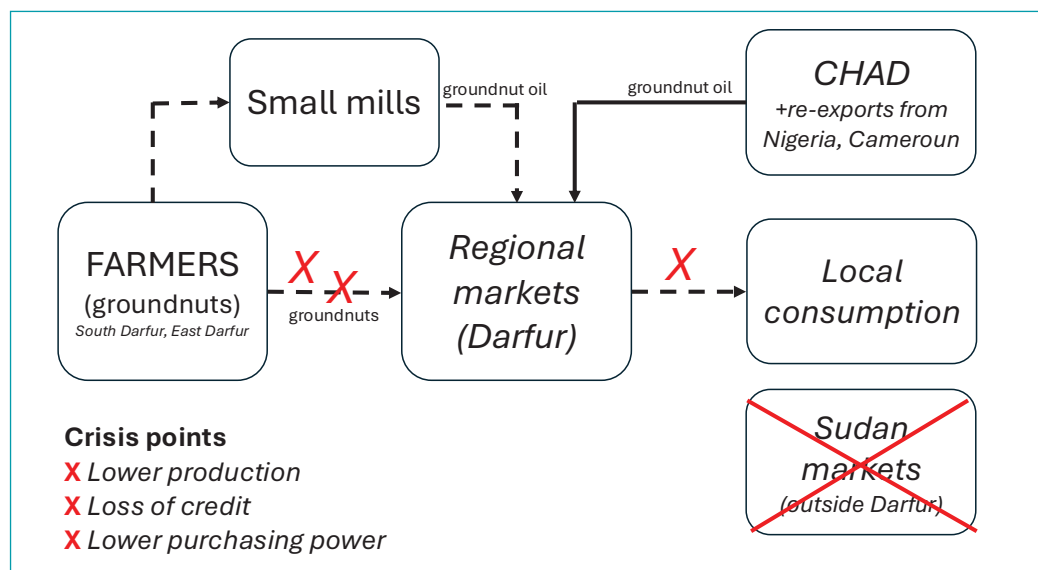 Small mills
groundnut oil
groundnut oil
CHAD
+re-exports from
Nigeria, Cameroun
FARMERS
(groundnuts)
South Darfur, East Darfur
X
X
groundnuts
Regional
markets
(Darfur)
X
Local
consumption
Sudan
markets
(outside Darfur)
Crisis points
X Lower production
X Loss of credit
X Lower purchasing power